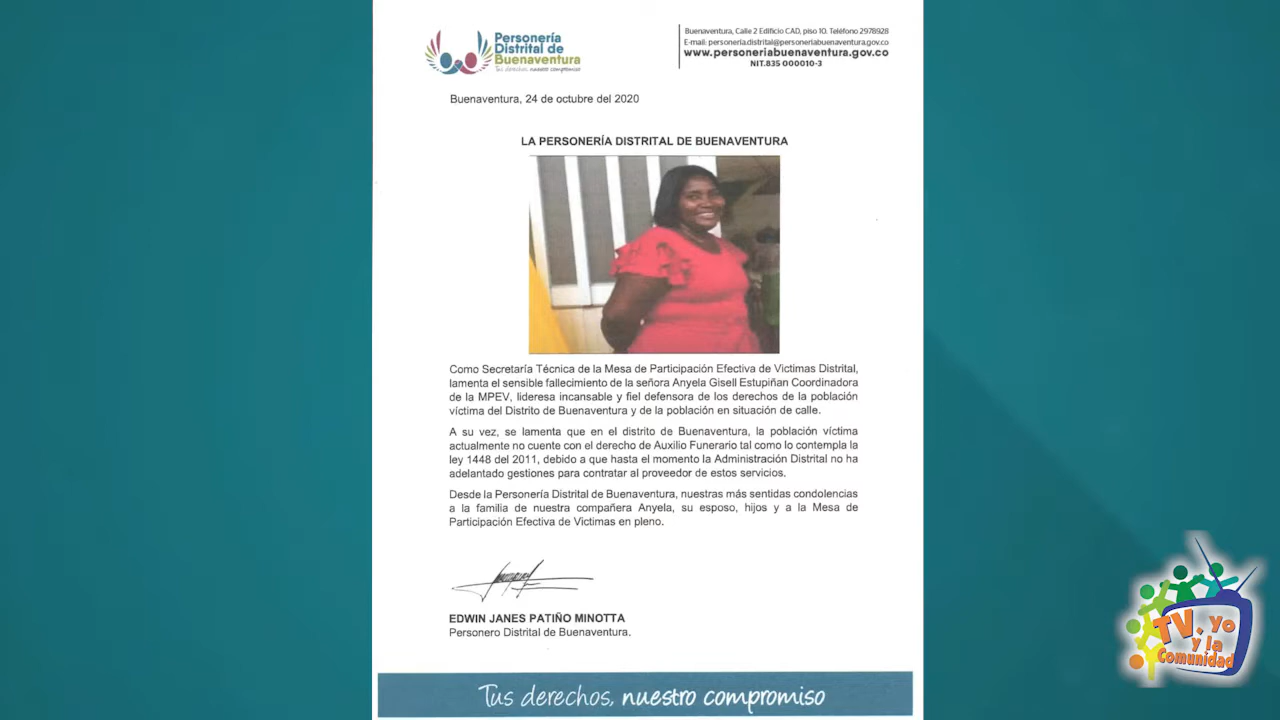 Personería
Distrital de
Buenaventura
Tus derechos, nuestro compromiso
Buenaventura, Calle 2 Edificio CAD, piso 10. Teléfono 2978928
E-mail: personeria.distrital@personeriabuenaventura.gov.co
www.personeriabuenaventura.gov.co
NIT.835 000010-3
Buenaventura, 24 de octubre del 2020
LA PERSONERÍA DISTRITAL DE BUENAVENTURA
Como Secretaría Técnica de la Mesa de Participación Efectiva de Victimas Distrital,
lamenta el sensible fallecimiento de la señora Anyela Gisell Estupiñan Coordinadora
de la MPEV, lideresa incansable y fiel defensora de los derechos de la población
víctima del Distrito de Buenaventura y de la población en situación de calle.
A su vez, se lamenta que en el distrito de Buenaventura, la población víctima
actualmente no cuente con el derecho de Auxilio Funerario tal como lo contempla la
ley 1448 del 2011, debido a que hasta el momento la Administración Distrital no ha
adelantado gestiones para contratar al proveedor de estos servicios.
Desde la Personería Distrital de Buenaventura, nuestras más sentidas condolencias
a la familia de nuestra compañera Anyela, su esposo, hijos y a la Mesa de
Participación Efectiva de Victimas en pleno.
EDWIN JANES PATIÑO MINOTTA
Personero Distrital de Buenaventura.
Tus derechos, nuestro compromiso
TV, yo
y la
Comunidad